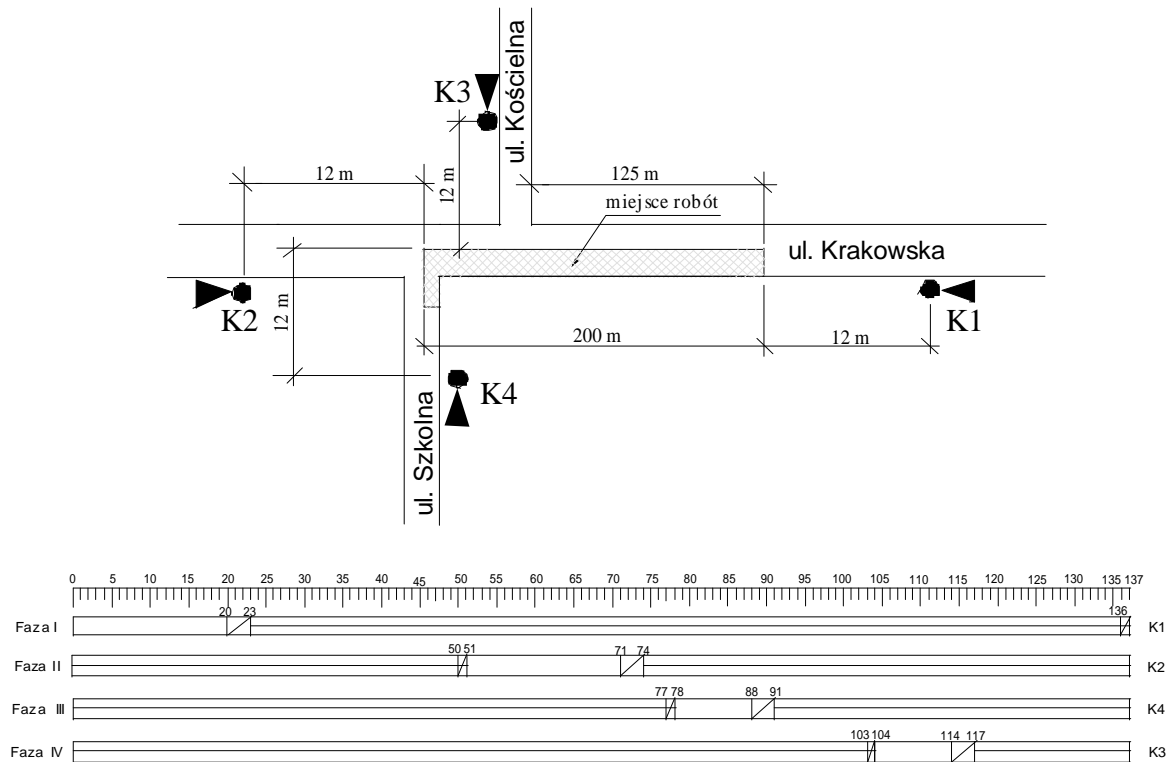 ul. Kościelna
K3
12 m
12 m
125 m
miejsce robót
ul. Krakowska
K2
12 m
200 m
12 m
K1
K4
ul. Szkolna
0 5 10 15 20 25 30 35 40 45 50 55 60 65 70 75 80 85 90 95 100 105 110 115 120 125 130 135 137
Faza I 20 23 136 K1
Faza II 50 51 71 74 K2
Faza III 77 78 88 91 K4
Faza IV 103 104 114 117 K3